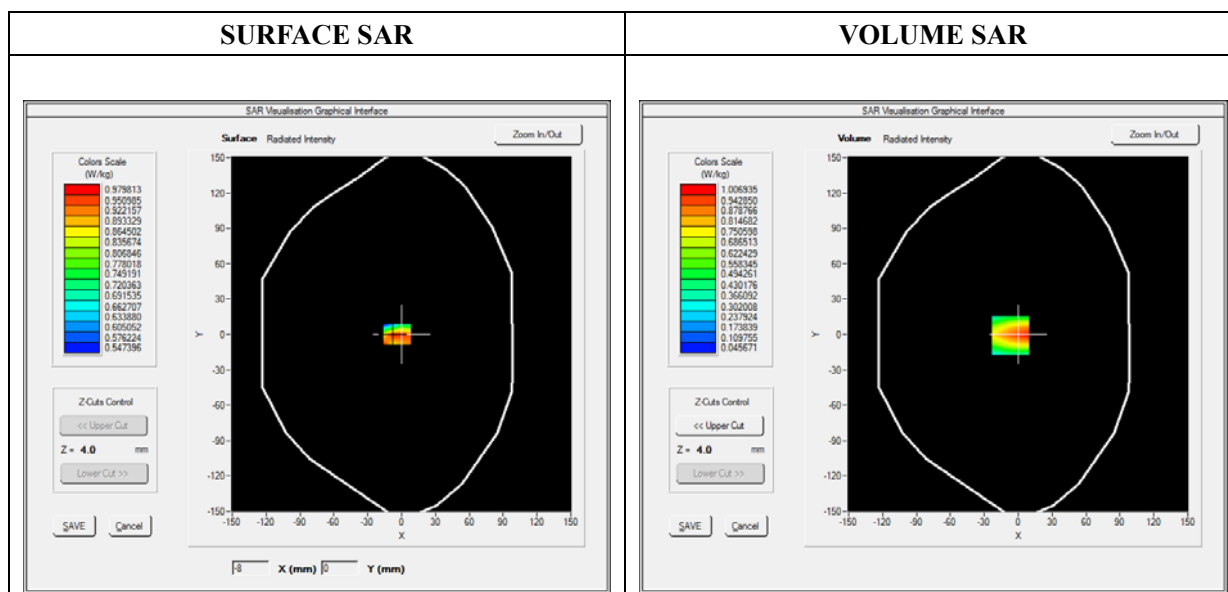 SURFACE SAR
VOLUME SAR
SAR Visualisation Graphical Interface
Surface Radiated Intensity
Zoom In/Out
Colors Scale
(W/kg)
0.979813
0.950985
0.922157
0.893329
0.864502
0.835674
0.806846
0.778018
0.749191
0.720363
0.691535
0.662707
0.633880
0.605052
0.576224
0.547396
Z-Cuts Control
<< Upper Cut
Z = 4.0 mm
Lower Cut >>
SAVE Cancel
150
120
90
60
30
0
-30
-60
-90
-120
-150
Y
-150 -120 -90 -60 -30 0 30 60 90 120 150
X
-8 X (mm) 0 Y (mm)
SAR Visualisation Graphical Interface
Volume Radiated Intensity
Zoom In/Out
Colors Scale
(W/kg)
1.006935
0.942850
0.878766
0.814682
0.750598
0.686513
0.622429
0.558345
0.494261
0.430176
0.366092
0.302008
0.237924
0.173839
0.109755
0.045671
Z-Cuts Control
<< Upper Cut
Z = 4.0 mm
Lower Cut >>
SAVE Cancel
150
120
90
60
30
0
-30
-60
-90
-120
-150
Y
-150 -120 -90 -60 -30 0 30 60 90 120 150
X